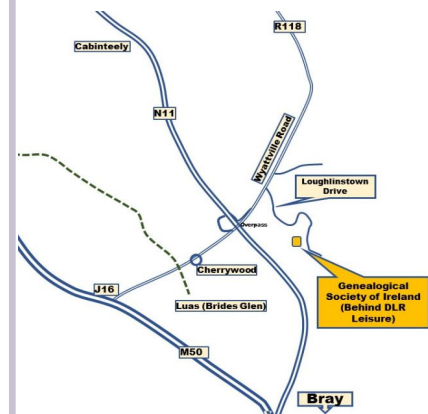 R118
Cabinteely
N11
Wyattville Road
Loughlinstown
Drive
Overpass
Cherrywood
Genealogical
Society of Ireland
(Behind DLR
Leisure)
J16
Luas (Brides Glen)
M50
Bray